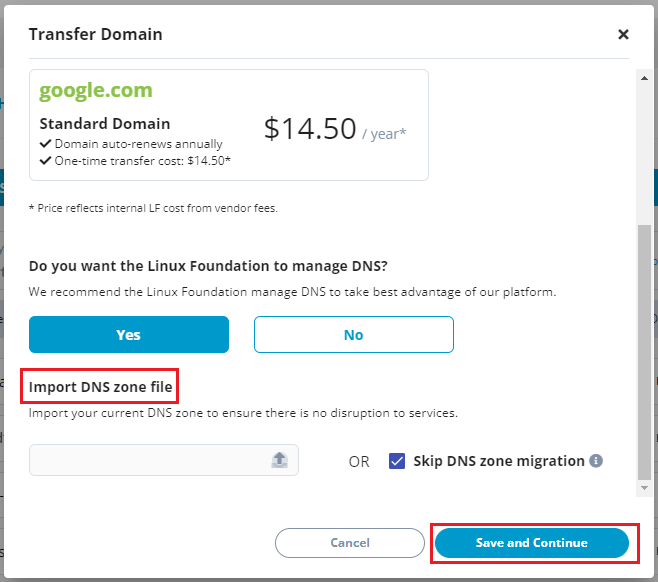 Transfer Domain
google.com
Standard Domain
Domain auto-renews annually
One-time transfer cost: $14.50*
$14.50 / year*
* Price reflects internal LF cost from vendor fees.
Do you want the Linux Foundation to manage DNS?
We recommend the Linux Foundation manage DNS to take best advantage of our platform.
Yes
No
Import DNS zone file
Import your current DNS zone to ensure there is no disruption to services.
OR
Skip DNS zone migration
Cancel
Save and Continue